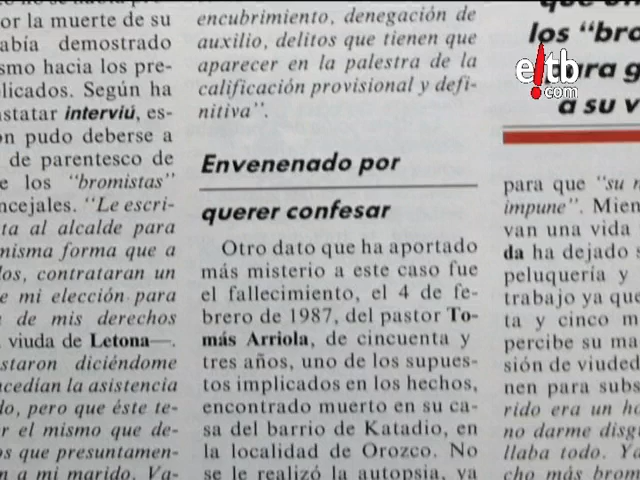 or la muerte de su
abía demostrado
smo hacia los pre-
licados. Según ha
statar interviú, es-
ón pudo deberse a
de parentesco de
e los "bromistas"
ncejales. "Le escri-
ta al alcalde para
misma forma que a
dos, contrataran un
e mi elección para
a de mis derechos
viuda de Letona—.
staron diciéndome
cedían la asistencia
do, pero que éste te-
r el mismo que de-
os que presuntamen-
n a mi marido. Va-
encubrimiento, denegación de
auxilio, delitos que tienen que
aparecer en la palestra de la
calificación provisional y defi-
nitiva".
Envenenado por
querer confesar
Otro dato que ha aportado
más misterio a este caso fue
el fallecimiento, el 4 de fe-
brero de 1987, del pastor To-
más Arriola, de cincuenta y
tres años, uno de los supues-
tos implicados en los hechos,
encontrado muerto en su ca-
sa del barrio de Katadio, en
la localidad de Orozco. No
se le realizó la autopsia, ya
los "bro
para g
a su v
eitb
.com
para que "su n
impune". Mien
van una vida
da ha dejado s
peluquería y
trabajo ya que
ta y cinco m
percibe su ma
sión de viuded
nen para subs
rido era un ho
no darme disg
llaba todo. Ya
cho más brom